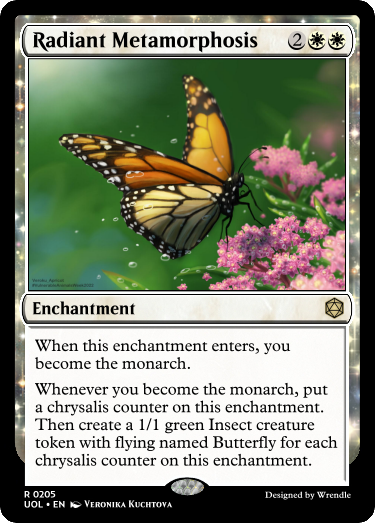 Radiant Metamorphosis 2
Enchantment
When this enchantment enters, you
become the monarch.
Whenever you become the monarch, put
a chrysalis counter on this enchantment.
Then create a 1/1 green Insect creature
token with flying named Butterfly for each
chrysalis counter on this enchantment.
R 0205
UOL • EN Veronika Kuchtova
Designed by Wrendle